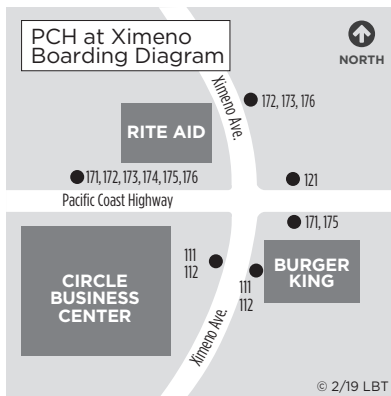 PCH at Ximeno
Boarding Diagram
NORTH
Ximeno Ave.
172, 173, 176
RITE AID
171, 172, 173, 174, 175, 176
121
Pacific Coast Highway
171, 175
111
112
CIRCLE
BUSINESS
CENTER
BURGER
KING
111
112
Ximeno Ave.
© 2/19 LBT